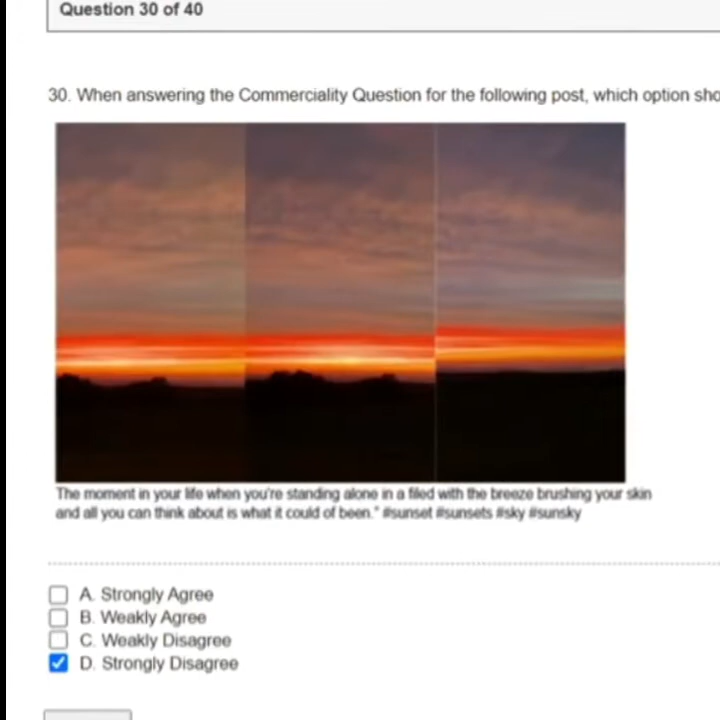 Question 30 of 40
30. When answering the Commerciality Question for the following post, which option sho
The moment in your life when you're standing alone in a filed with the breeze brushing your skin
and all you can think about is what it could of been." #sunset #sunsets #sky #sunsky
A. Strongly Agree
B. Weakly Agree
C. Weakly Disagree
D. Strongly Disagree